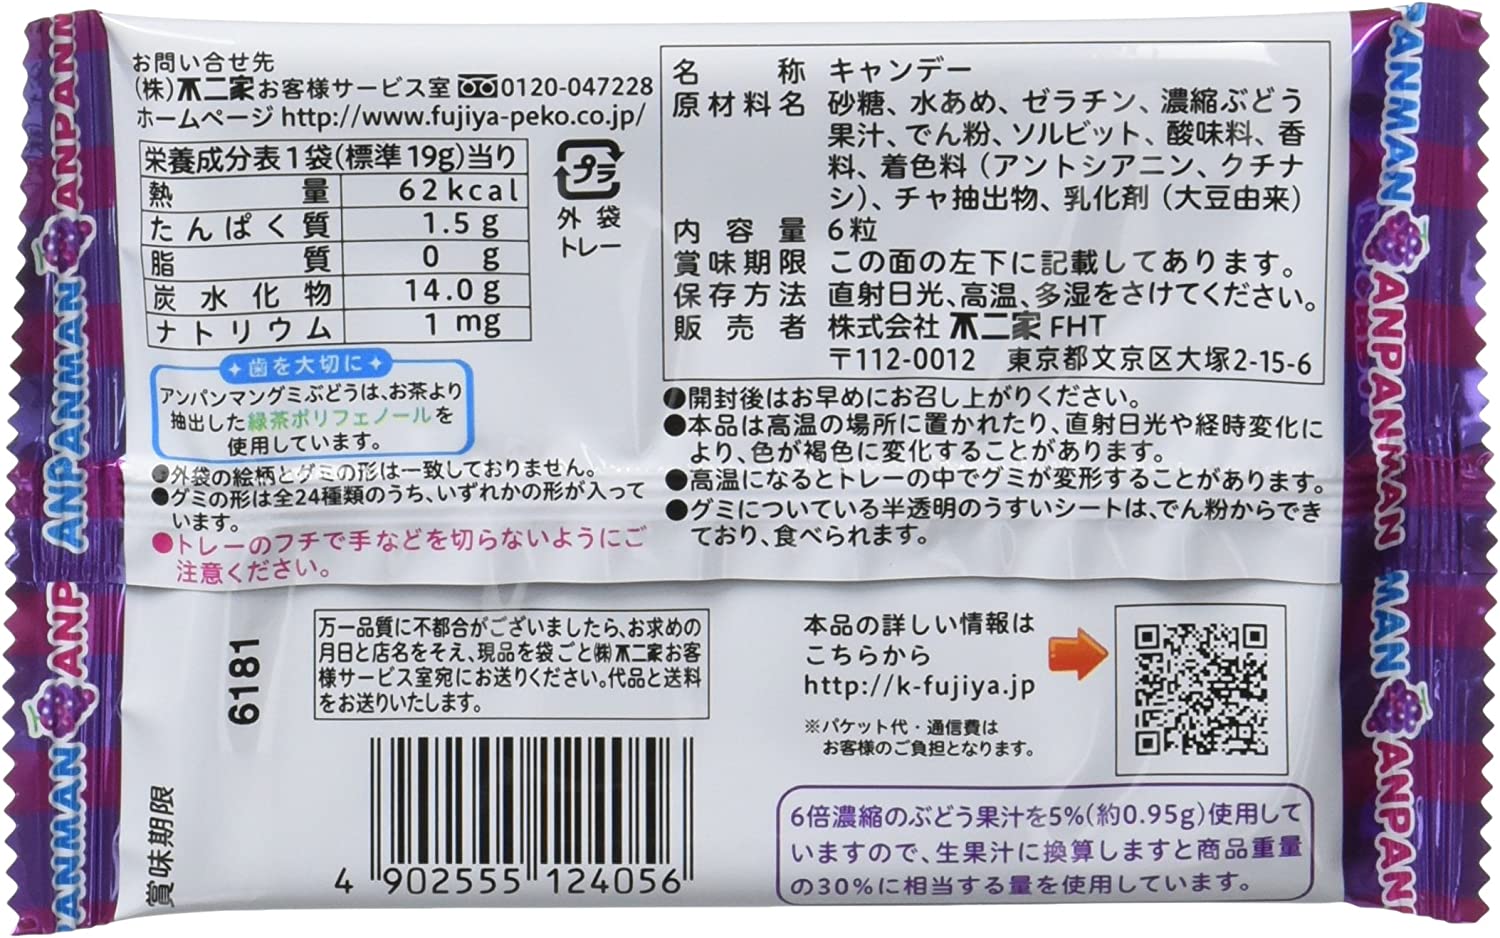 お問い合せ先
(株)不二家お客様サービス室 0120-047228
ホームページ http://www.fujiya-peko.co.jp/
栄養成分表1袋(標準19g)当り
熱量 62kcal
たんぱく質 1.5g
脂質 0g
炭水化物 14.0g
ナトリウム 1mg
プラ
外袋
トレー
歯を大切に
アンパンマングミぶどうは、お茶より
抽出した緑茶ポリフェノールを
使用しています。
●外袋の絵柄とグミの形は一致しておりません。
●グミの形は全24種類のうち、いずれかの形が入って
います。
●トレーのフチで手などを切らないようにご
注意ください。
名称 キャンデー
原材料名 砂糖、水あめ、ゼラチン、濃縮ぶどう
果汁、でん粉、ソルビット、酸味料、香
料、着色料(アントシアニン、クチナ
シ)、チャ抽出物、乳化剤(大豆由来)
内容量 6粒
賞味期限 この面の左下に記載してあります。
保存方法 直射日光、高温、多湿をさけてください。
販売者 株式会社 不二家 FHT
〒112-0012 東京都文京区大塚2-15-6
●開封後はお早めにお召し上がりください。
●本品は高温の場所に置かれたり、直射日光や経時変化に
より、色が褐色に変化することがあります。
●高温になるとトレーの中でグミが変形することがあります。
●グミについている半透明のうすいシートは、でん粉からでき
ており、食べられます。
賞味期限
6181
万一品質に不都合がございましたら、お求めの
月日と店名をそえ、現品を袋ごと㈱不二家お客
様サービス室宛にお送りください。代品と送料
をお送りいたします。
4 902555 124056
本品の詳しい情報は
こちらから
http://k-fujiya.jp
※パケット代・通信費は
お客様のご負担となります。
6倍濃縮のぶどう果汁を5%(約0.95g)使用して
いますので、生果汁に換算しますと商品重量
の30%に相当する量を使用しています。
ANPANMAN
ANPANMAN
ANPANMAN
ANPANMAN